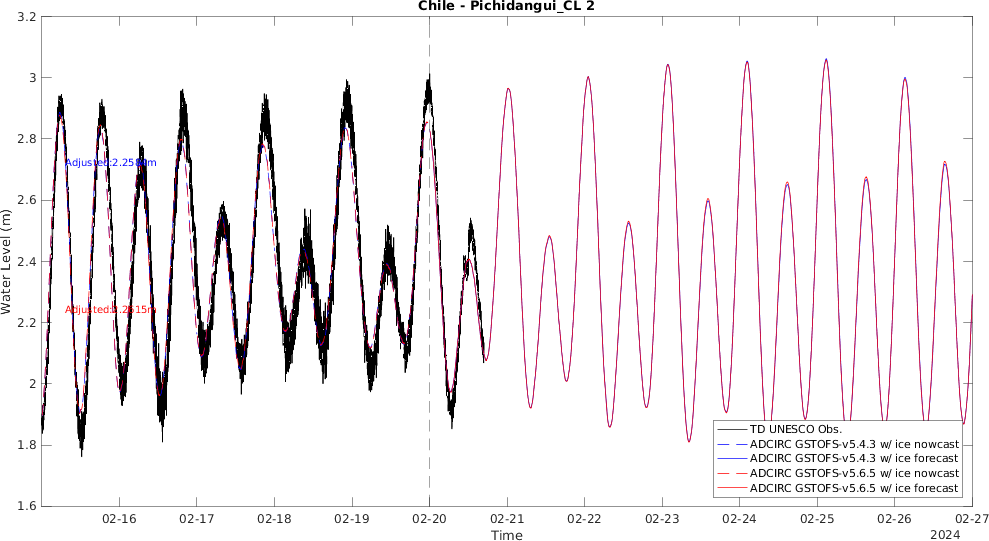 Chile - Pichidangui_CL 2
3.2
3
2.8
2.6
2.4
2.2
2
1.8
1.6
Water Level (m)
02-16
02-17
02-18
02-19
02-20
02-21
02-22
02-23
02-24
02-25
02-26
02-27
Time
2024
TD UNESCO Obs.
ADCIRC GSTOFS-v5.4.3 w/ ice nowcast
ADCIRC GSTOFS-v5.4.3 w/ ice forecast
ADCIRC GSTOFS-v5.6.5 w/ ice nowcast
ADCIRC GSTOFS-v5.6.5 w/ ice forecast